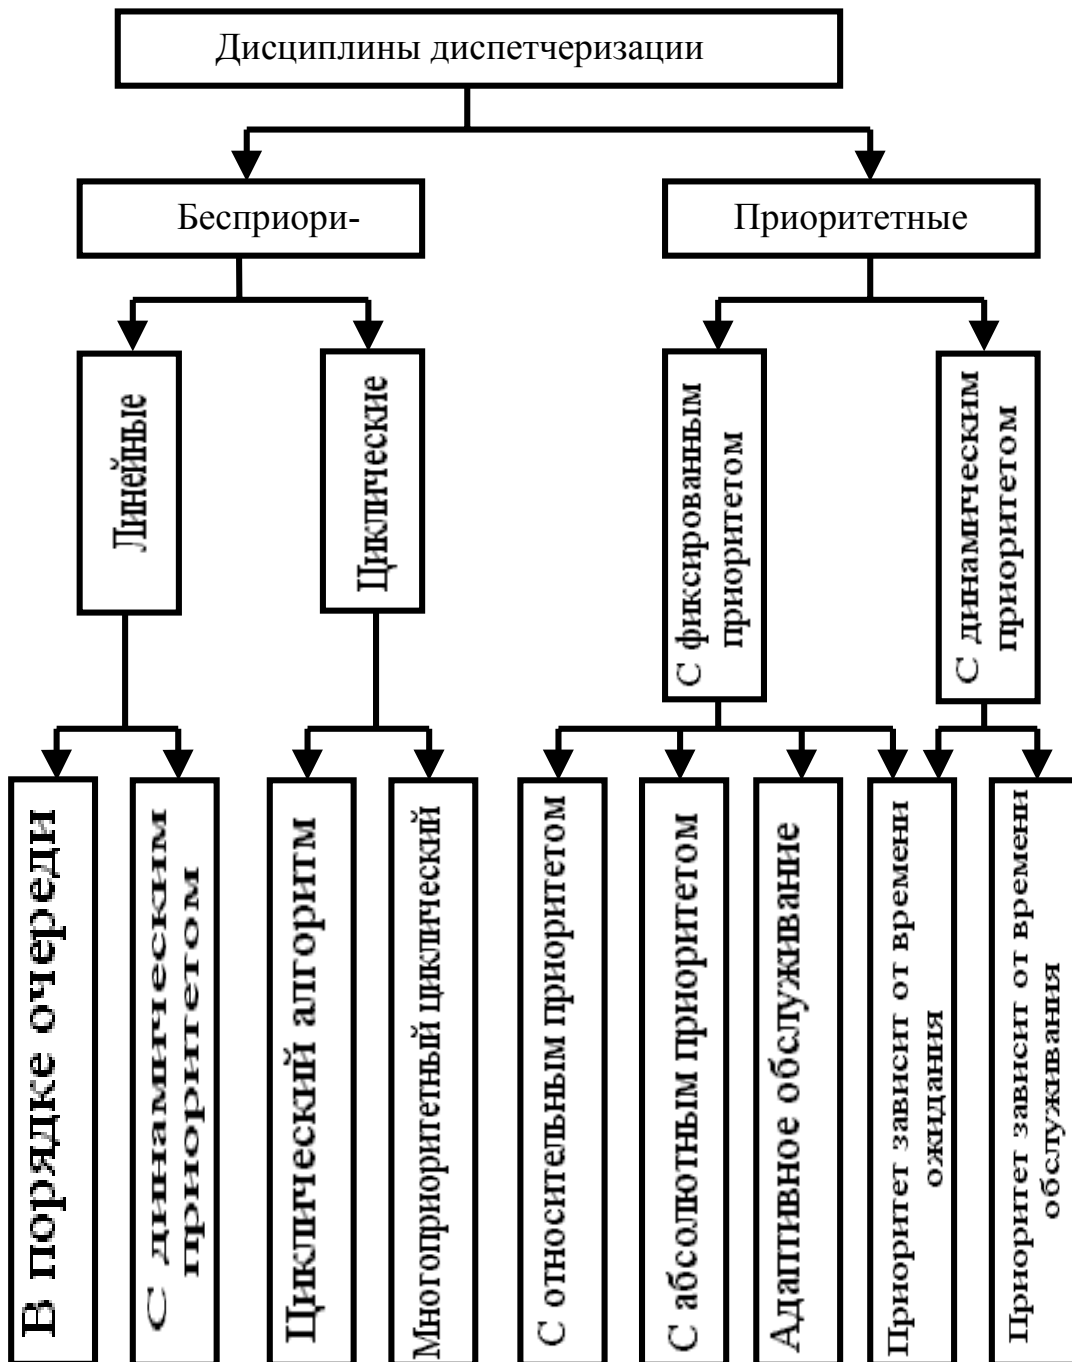 Дисциплины диспетчеризации
Бесприори-
Приоритетные
Линейные
Циклические
С фиксированным
приоритетом
С динамическим
приоритетом
В порядке очереди
С динамическим
приоритетом
Циклический алгоритм
Многоприоритетный циклический
С относительным приоритетом
С абсолютным приоритетом
Адаптивное обслуживание
Приоритет зависит от времени
ожидания
Приоритет зависит от времени
обслуживания